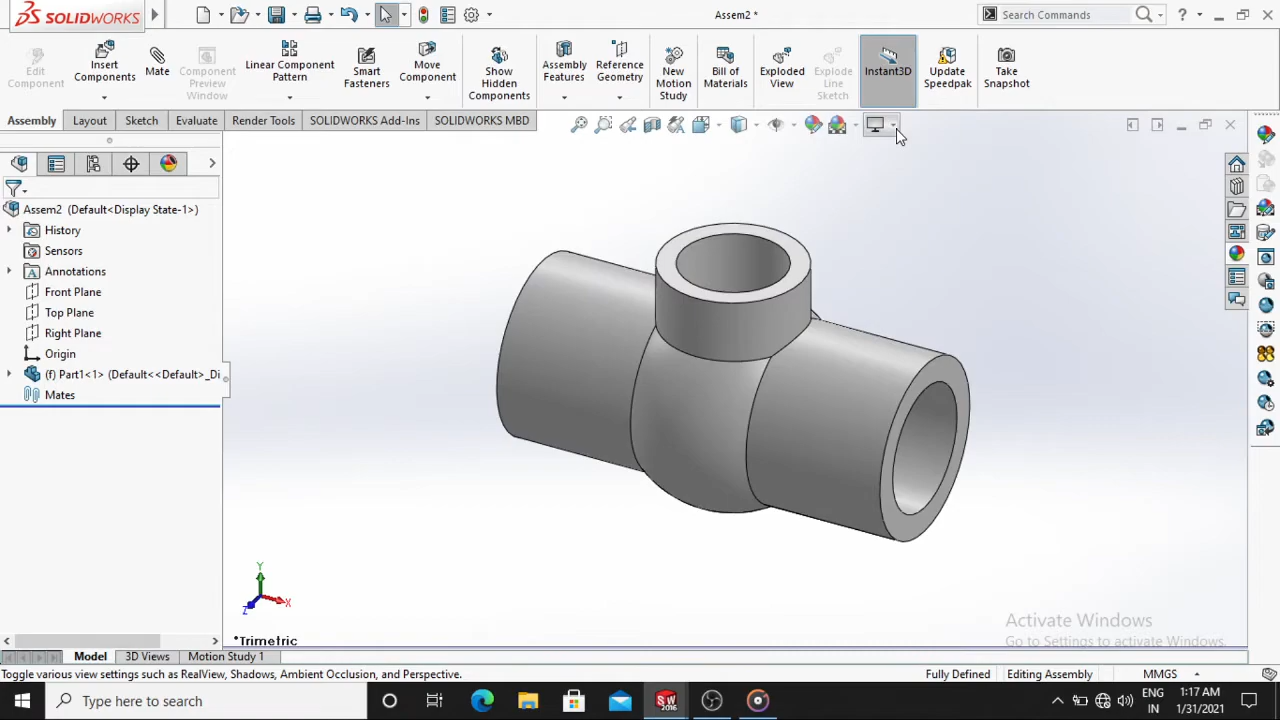 SOLIDWORKS
Assem2 *
Search Commands
Edit Component
Insert Components
Mate
Component Preview Window
Linear Component Pattern
Smart Fasteners
Move Component
Show Hidden Components
Assembly Features
Reference Geometry
New Motion Study
Bill of Materials
Exploded View
Explode Line Sketch
Instant3D
Update Speedpak
Take Snapshot
Assembly
Layout
Sketch
Evaluate
Render Tools
SOLIDWORKS Add-Ins
SOLIDWORKS MBD
Assem2 (Default<Display State-1>)
History
Sensors
Annotations
Front Plane
Top Plane
Right Plane
Origin
(f) Part1<1> (Default<<Default>_Di
Mates
Y
X
Z
*Trimetric
Activate Windows
Go to Settings to activate Windows.
Model
3D Views
Motion Study 1
Toggle various view settings such as RealView, Shadows, Ambient Occlusion, and Perspective.
Fully Defined
Editing Assembly
MMGS
Type here to search
SW
2016
ENG
IN
1:17 AM
1/31/2021